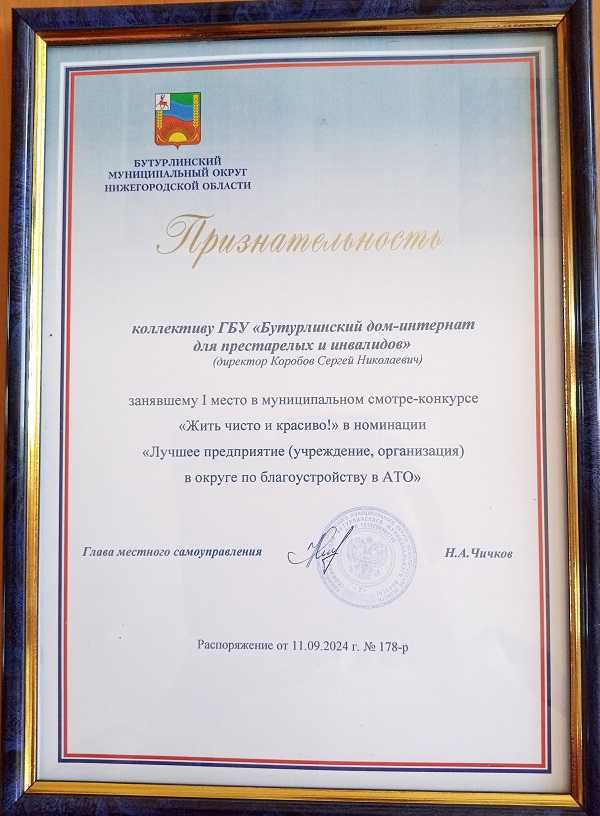 БУТУРЛИНСКИЙ
МУНИЦИПАЛЬНЫЙ ОКРУГ
НИЖЕГОРОДСКОЙ ОБЛАСТИ
Признательность
коллективу ГБУ «Бутурлинский дом-интернат
для престарелых и инвалидов»
(директор Коробов Сергей Николаевич)
занявшему I место в муниципальном смотре-конкурсе
«Жить чисто и красиво!» в номинации
«Лучшее предприятие (учреждение, организация)
в округе по благоустройству в АТО»
Глава местного самоуправления Н.А.Чичков
Распоряжение от 11.09.2024 г. № 178-р